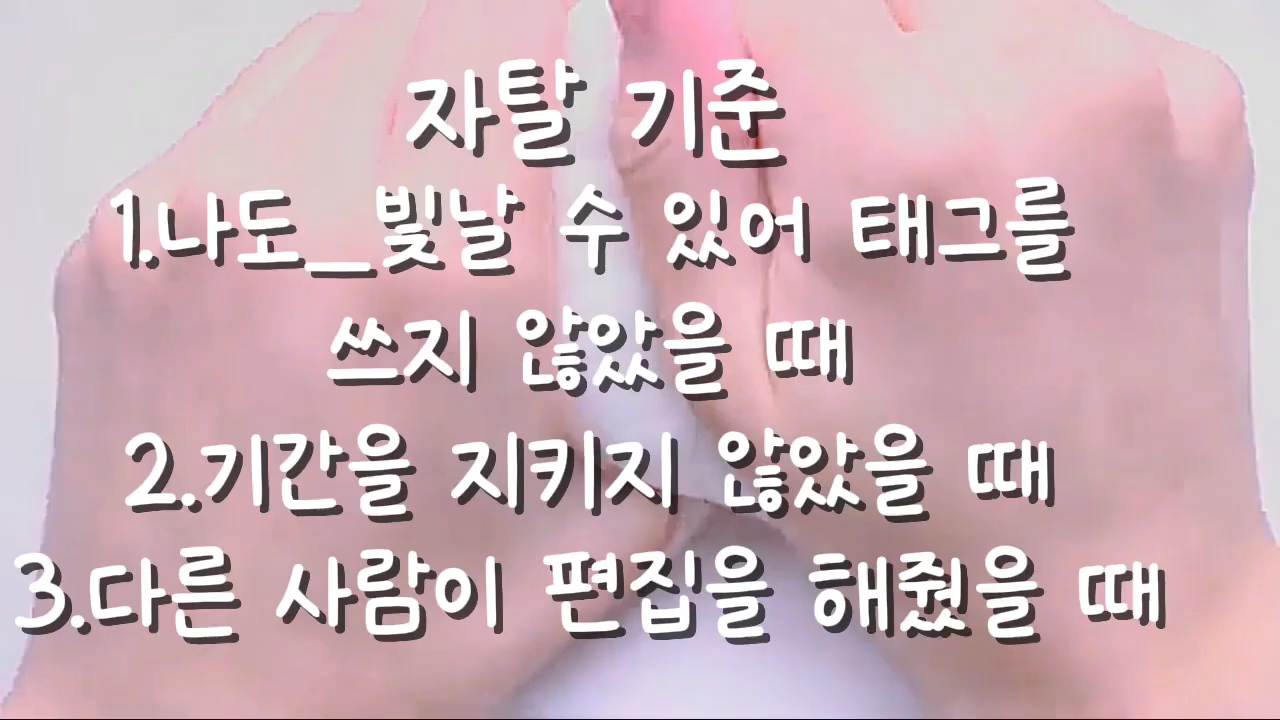 자탈 기준
1.나도_빛날 수 있어 태그를
쓰지 않았을 때
2.기간을 지키지 않았을 때
3.다른 사람이 편집을 해줬을 때